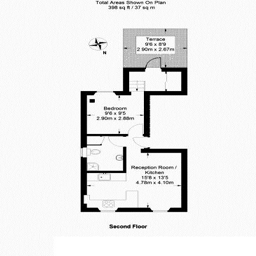 Total Areas Shown On Plan
398 sq ft / 37 sq m
Terrace
9'6 x 8'9
2.90m x 2.67m
N
Bedroom
9'6 x 9'5
2.90m x 2.88m
Reception Room /
Kitchen
15'8 x 13'5
4.78m x 4.10m
Second Floor